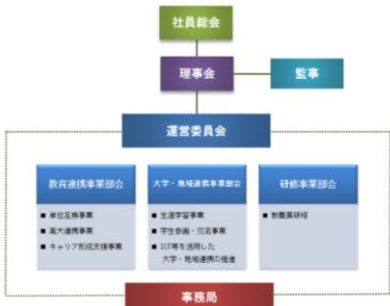 社員総会
理事会
監事
運営委員会
教育連携事業部会
■ 単位互換事業
■ 高大連携事業
■ キャリア形成支援事業
大学・地域連携事業部会
■ 生涯学習事業
■ 学生参画・交流事業
■ ICT等を活用した
大学・地域連携の推進
研修事業部会
■ 教職員研修
事務局